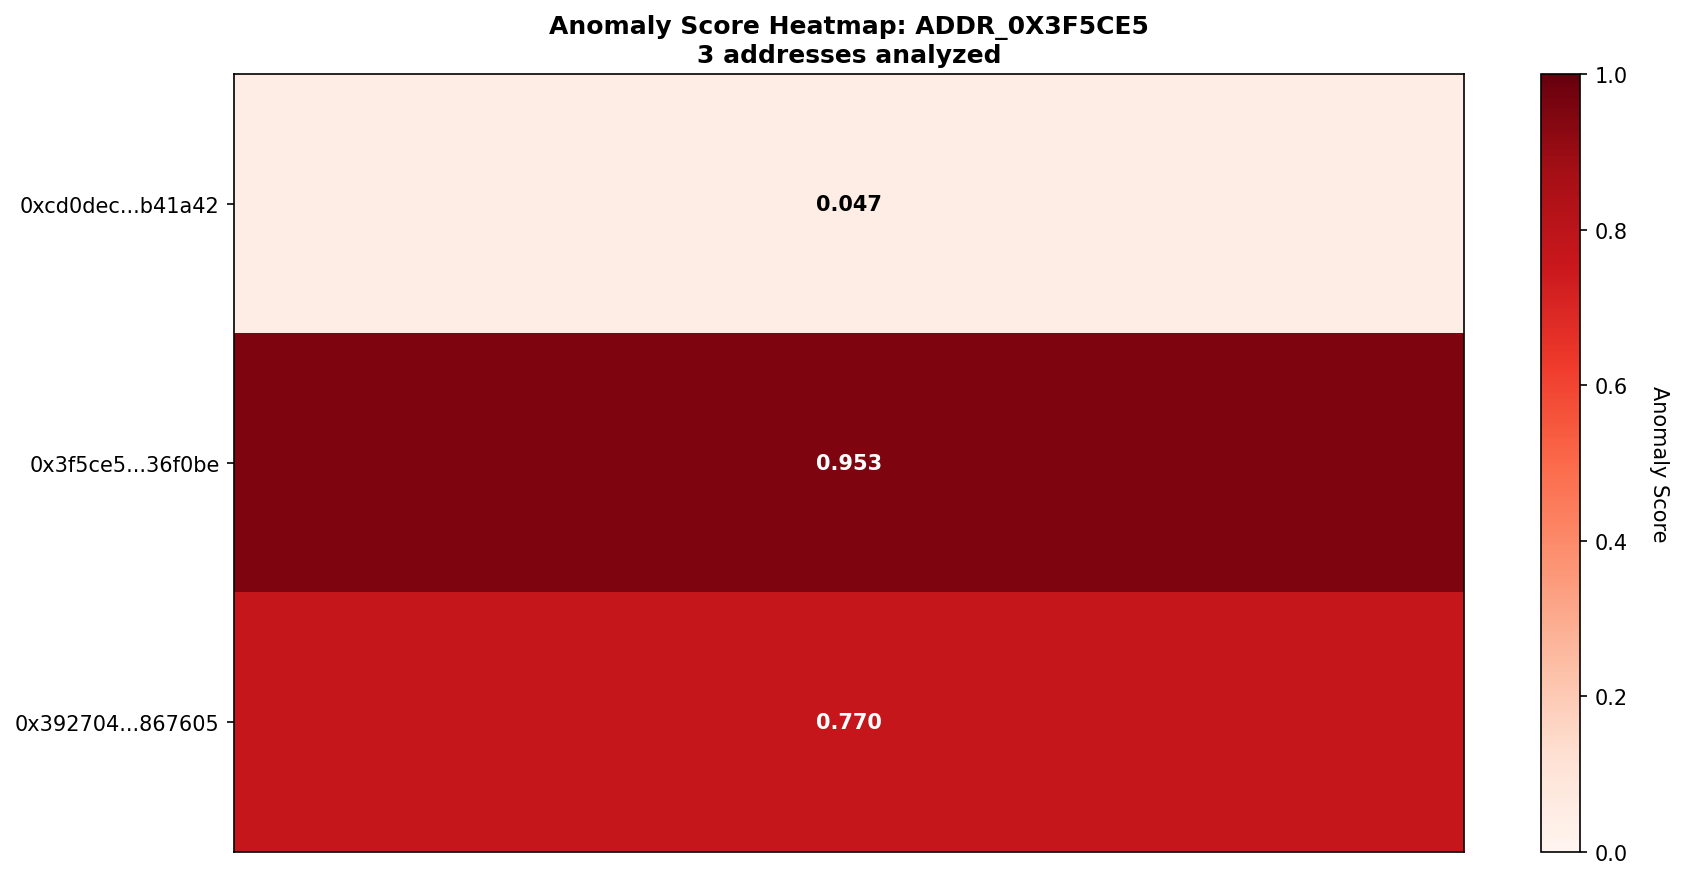 Anomaly Score Heatmap: ADDR_0X3F5CE5
3 addresses analyzed
0xcd0dec...b41a42
0.047
0x3f5ce5...36f0be
0.953
0x392704...867605
0.770
1.0
0.8
0.6
0.4
0.2
0.0
Anomaly Score